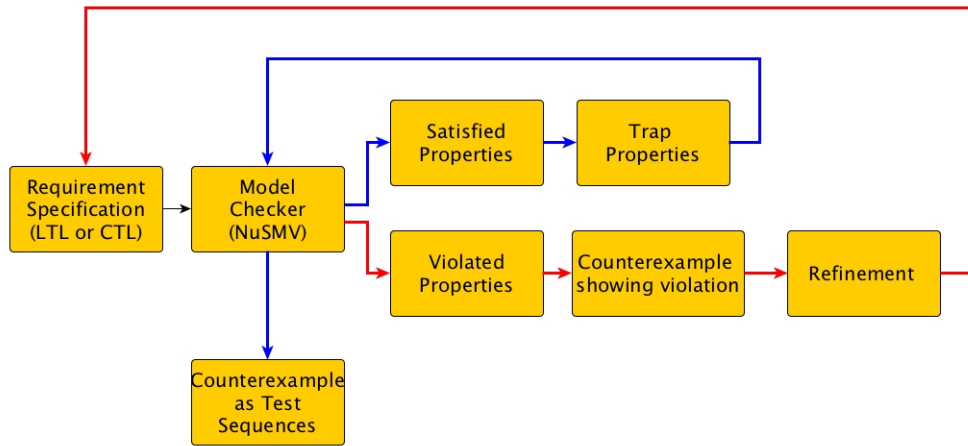 Satisfied
Properties
Trap
Properties
Requirement
Specification
(LTL or CTL)
Model
Checker
(NuSMV)
Violated
Properties
Counterexample
showing violation
Refinement
Counterexample
as Test
Sequences